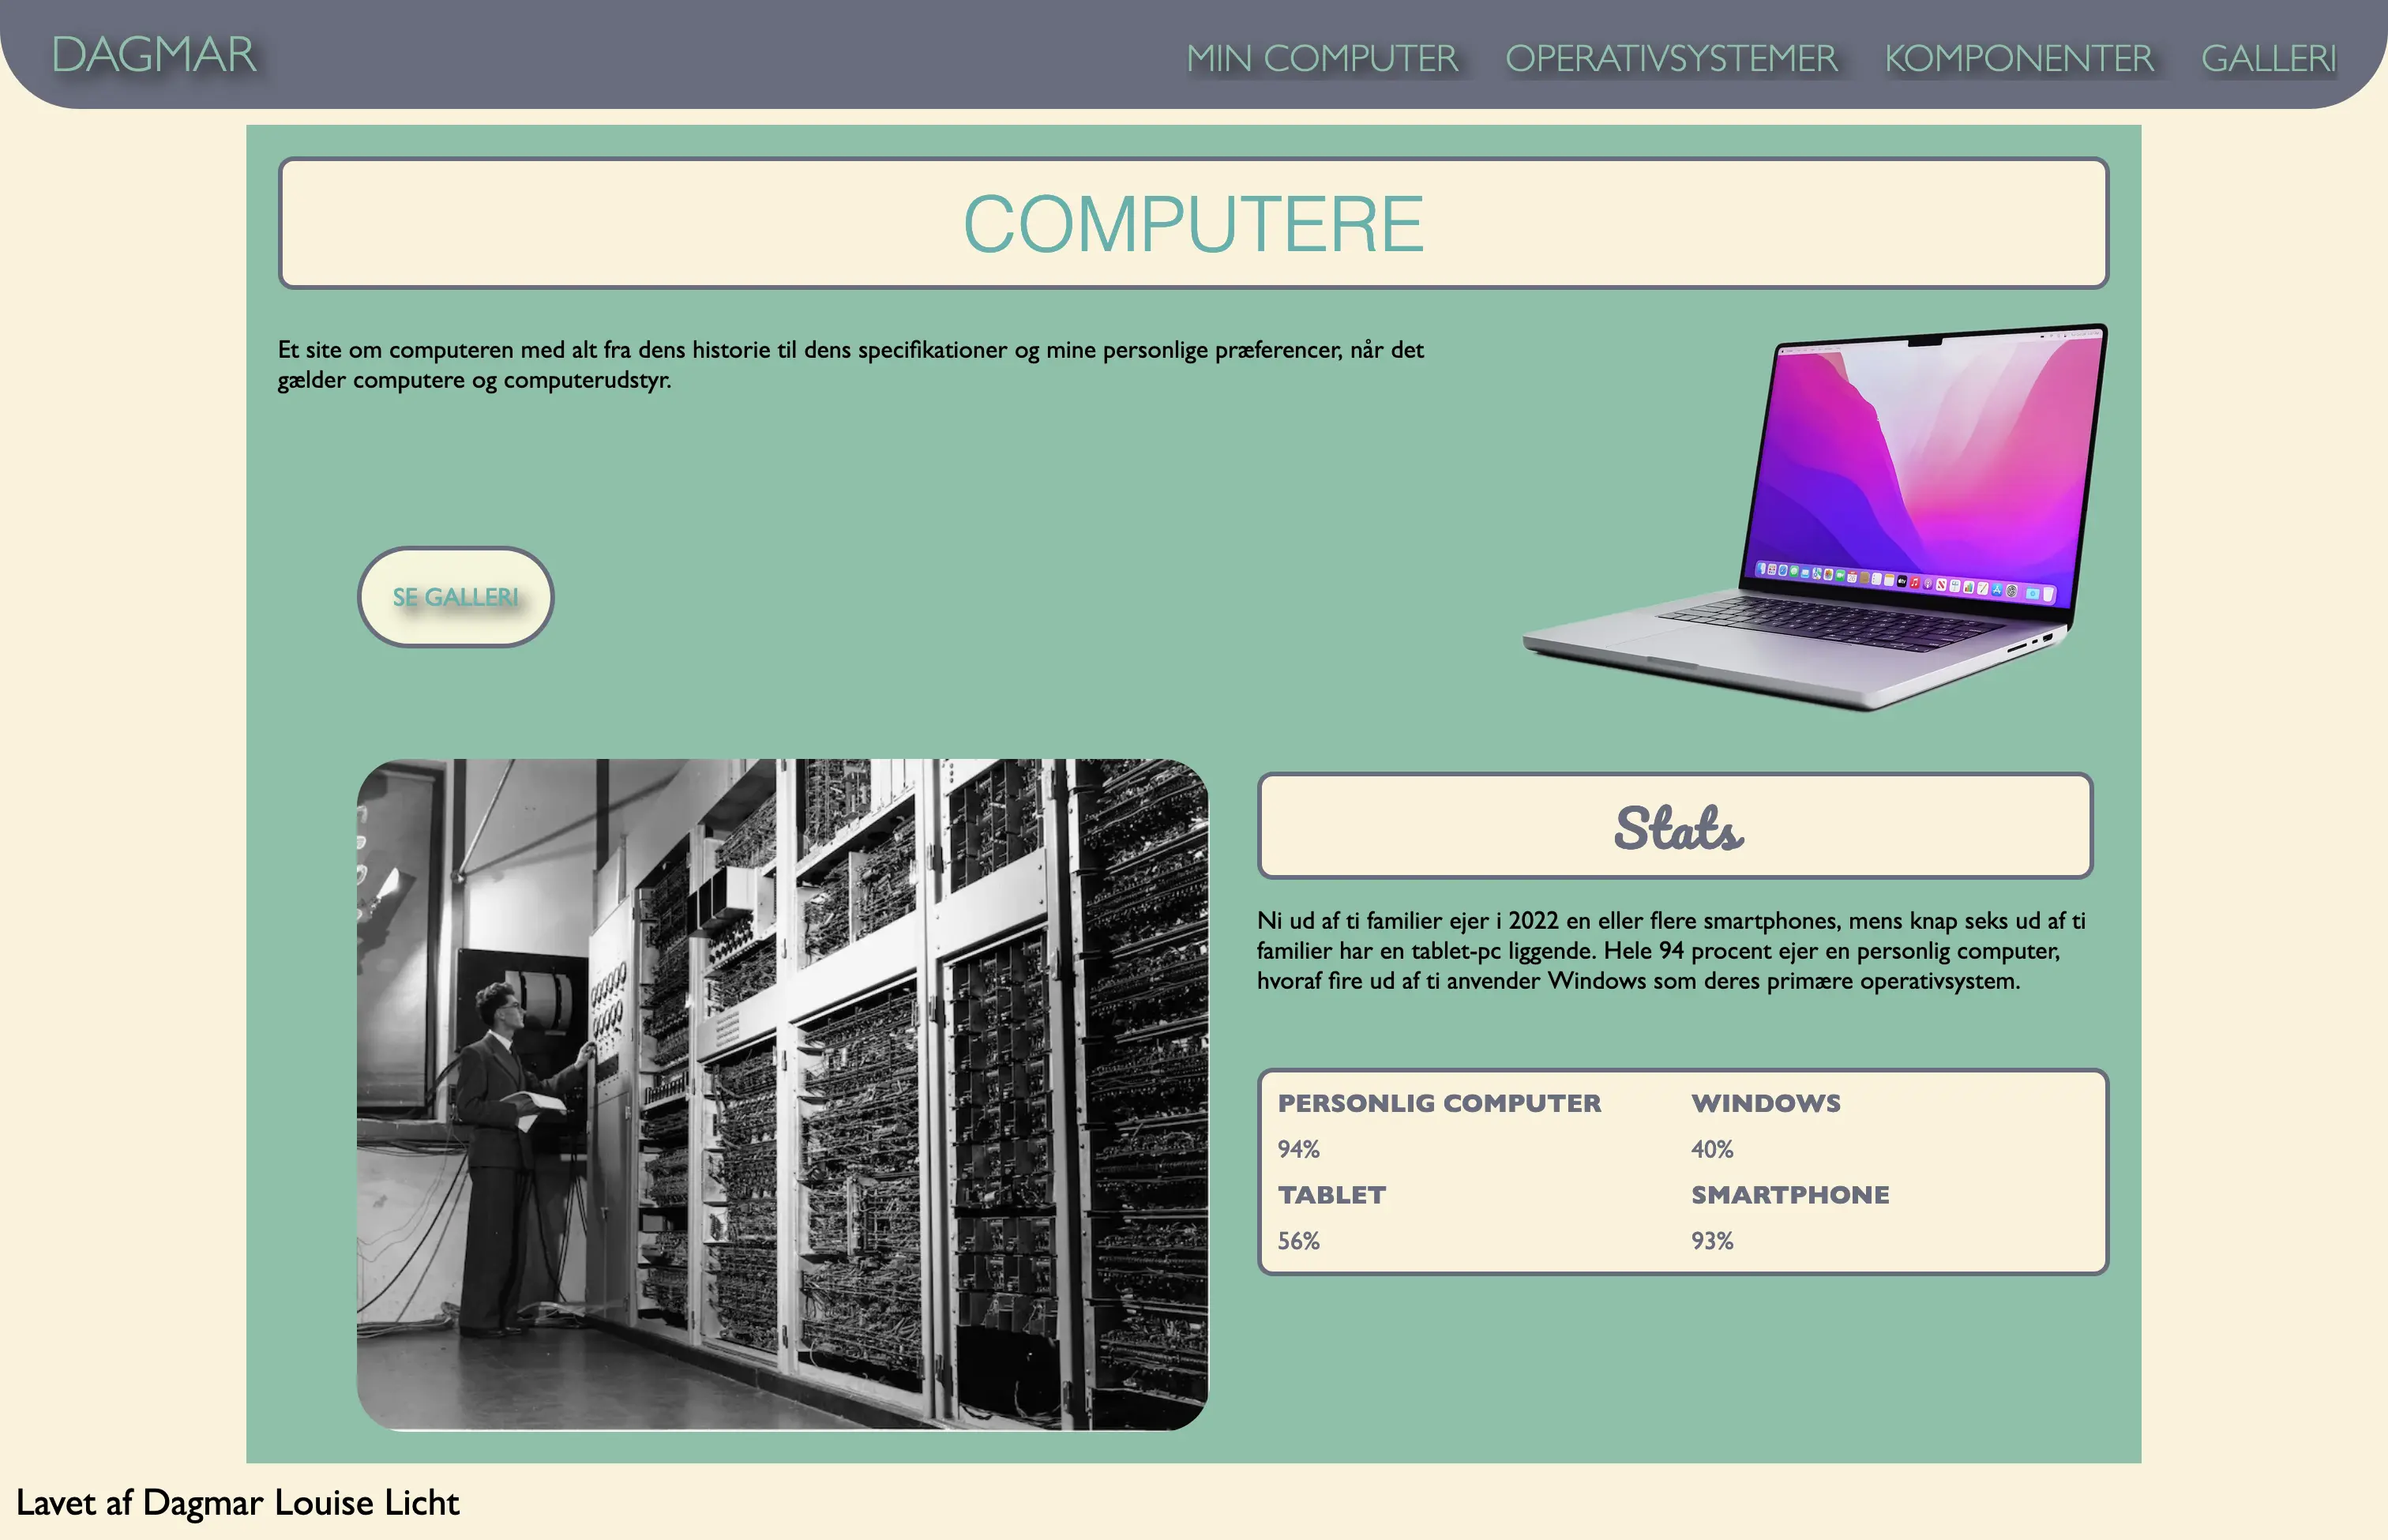 DAGMAR
MIN COMPUTER OPERATIVSYSTEMER KOMPONENTER GALLERI
COMPUTERE
Et site om computeren med alt fra dens historie til dens specifikationer og mine personlige præferencer, når det
gælder computere og computerudstyr.
SE GALLERI
Stats
Ni ud af ti familier ejer i 2022 en eller flere smartphones, mens knap seks ud af ti
familier har en tablet-pc liggende. Hele 94 procent ejer en personlig computer,
hvoraf fire ud af ti anvender Windows som deres primære operativsystem.
PERSONLIG COMPUTER WINDOWS
94% 40%
TABLET SMARTPHONE
56% 93%
Lavet af Dagmar Louise Licht